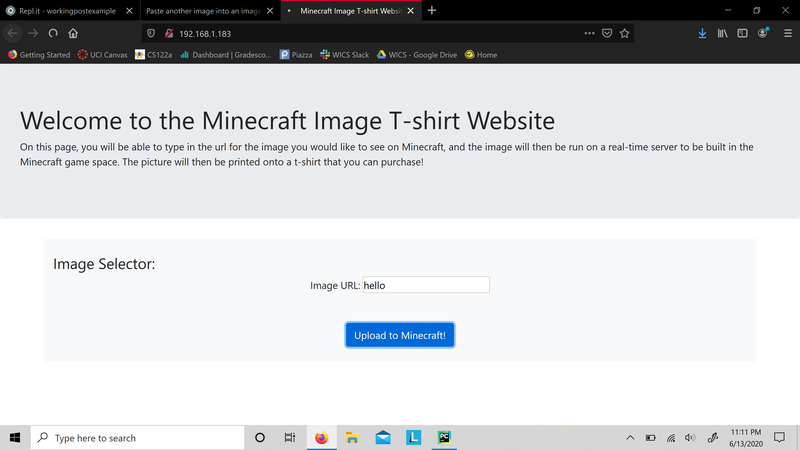 Repl.it - workingpostexample
Paste another image into an image
Minecraft Image T-shirt Websit
192.168.1.183
Getting Started
UCI Canvas
CS122a
Dashboard | Gradesco...
Piazza
WICS Slack
WICS - Google Drive
Home
Welcome to the Minecraft Image T-shirt Website
On this page, you will be able to type in the url for the image you would like to see on Minecraft, and the image will then be run on a real-time server to be built in the
Minecraft game space. The picture will then be printed onto a t-shirt that you can purchase!
Image Selector:
Image URL: hello
Upload to Minecraft!
Type here to search
L
PC
11:11 PM
6/13/2020